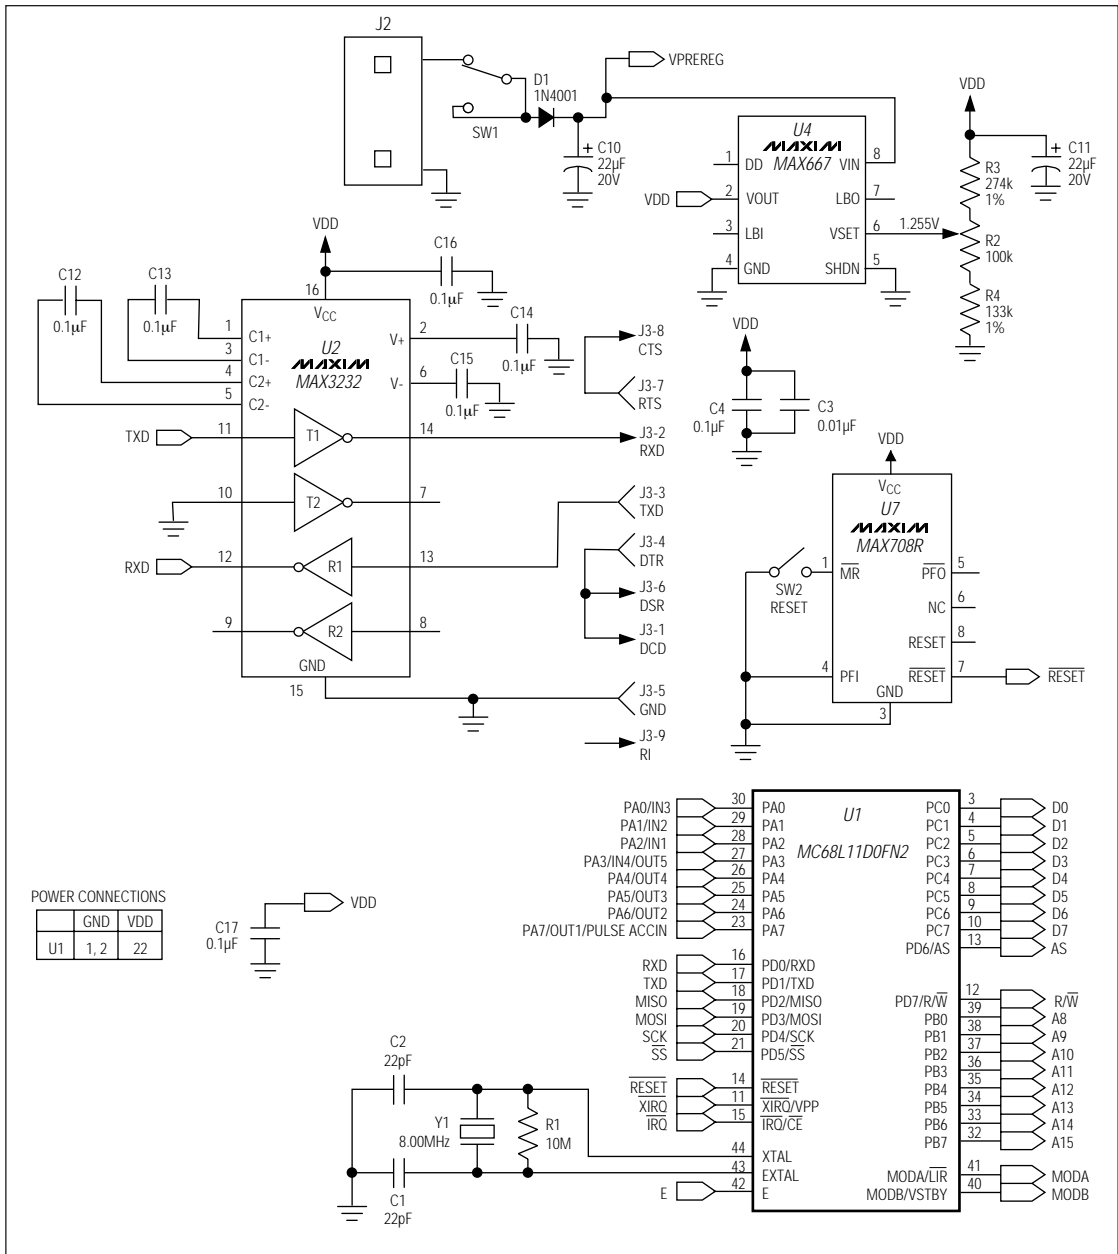 J2
VPREREG
D1
1N4001
SW1
C10
22µF
20V
+
U4
MAXIM
MAX667
1 DD
2 VOUT
3 LBI
4 GND
VIN 8
LBO 7
VSET 6
SHDN 5
VDD
1.255V
VDD
R3
274k
1%
R2
100k
R4
133k
1%
+
C11
22µF
20V
VDD
C16
0.1µF
C12
0.1µF
C13
0.1µF
16
VCC
U2
MAXIM
MAX3232
1 C1+
3 C1-
4 C2+
5 C2-
V+ 2
V- 6
C14
0.1µF
C15
0.1µF
TXD 11 T1 14
10 T2 7
RXD 12 R1 13
9 R2 8
GND
15
J3-8
CTS
J3-7
RTS
J3-2
RXD
J3-3
TXD
J3-4
DTR
J3-6
DSR
J3-1
DCD
J3-5
GND
J3-9
RI
VDD
C4
0.1µF
C3
0.01µF
VDD
VCC
U7
MAXIM
MAX708R
SW2
RESET
1 MR
4 PFI
PFO 5
NC 6
RESET 8
RESET 7
RESET
GND
3
POWER CONNECTIONS
GND VDD
U1 1, 2 22
C17
0.1µF
VDD
U1
MC68L11D0FN2
PA0/IN3 30 PA0
PA1/IN2 29 PA1
PA2/IN1 28 PA2
PA3/IN4/OUT5 27 PA3
PA4/OUT4 26 PA4
PA5/OUT3 25 PA5
PA6/OUT2 24 PA6
PA7/OUT1/PULSE ACCIN 23 PA7
RXD 16 PD0/RXD
TXD 17 PD1/TXD
MISO 18 PD2/MISO
MOSI 19 PD3/MOSI
SCK 20 PD4/SCK
SS 21 PD5/SS
RESET 14 RESET
XIRQ 11 XIRQ/VPP
IRQ 15 IRQ/CE
44 XTAL
43 EXTAL
E 42 E
PC0 3 D0
PC1 4 D1
PC2 5 D2
PC3 6 D3
PC4 7 D4
PC5 8 D5
PC6 9 D6
PC7 10 D7
PD6/AS 13 AS
PD7/R/W 12 R/W
PB0 39 A8
PB1 38 A9
PB2 37 A10
PB3 36 A11
PB4 35 A12
PB5 34 A13
PB6 33 A14
PB7 32 A15
MODA/LIR 41 MODA
MODB/VSTBY 40 MODB
C2
22pF
Y1
8.00MHz
R1
10M
C1
22pF